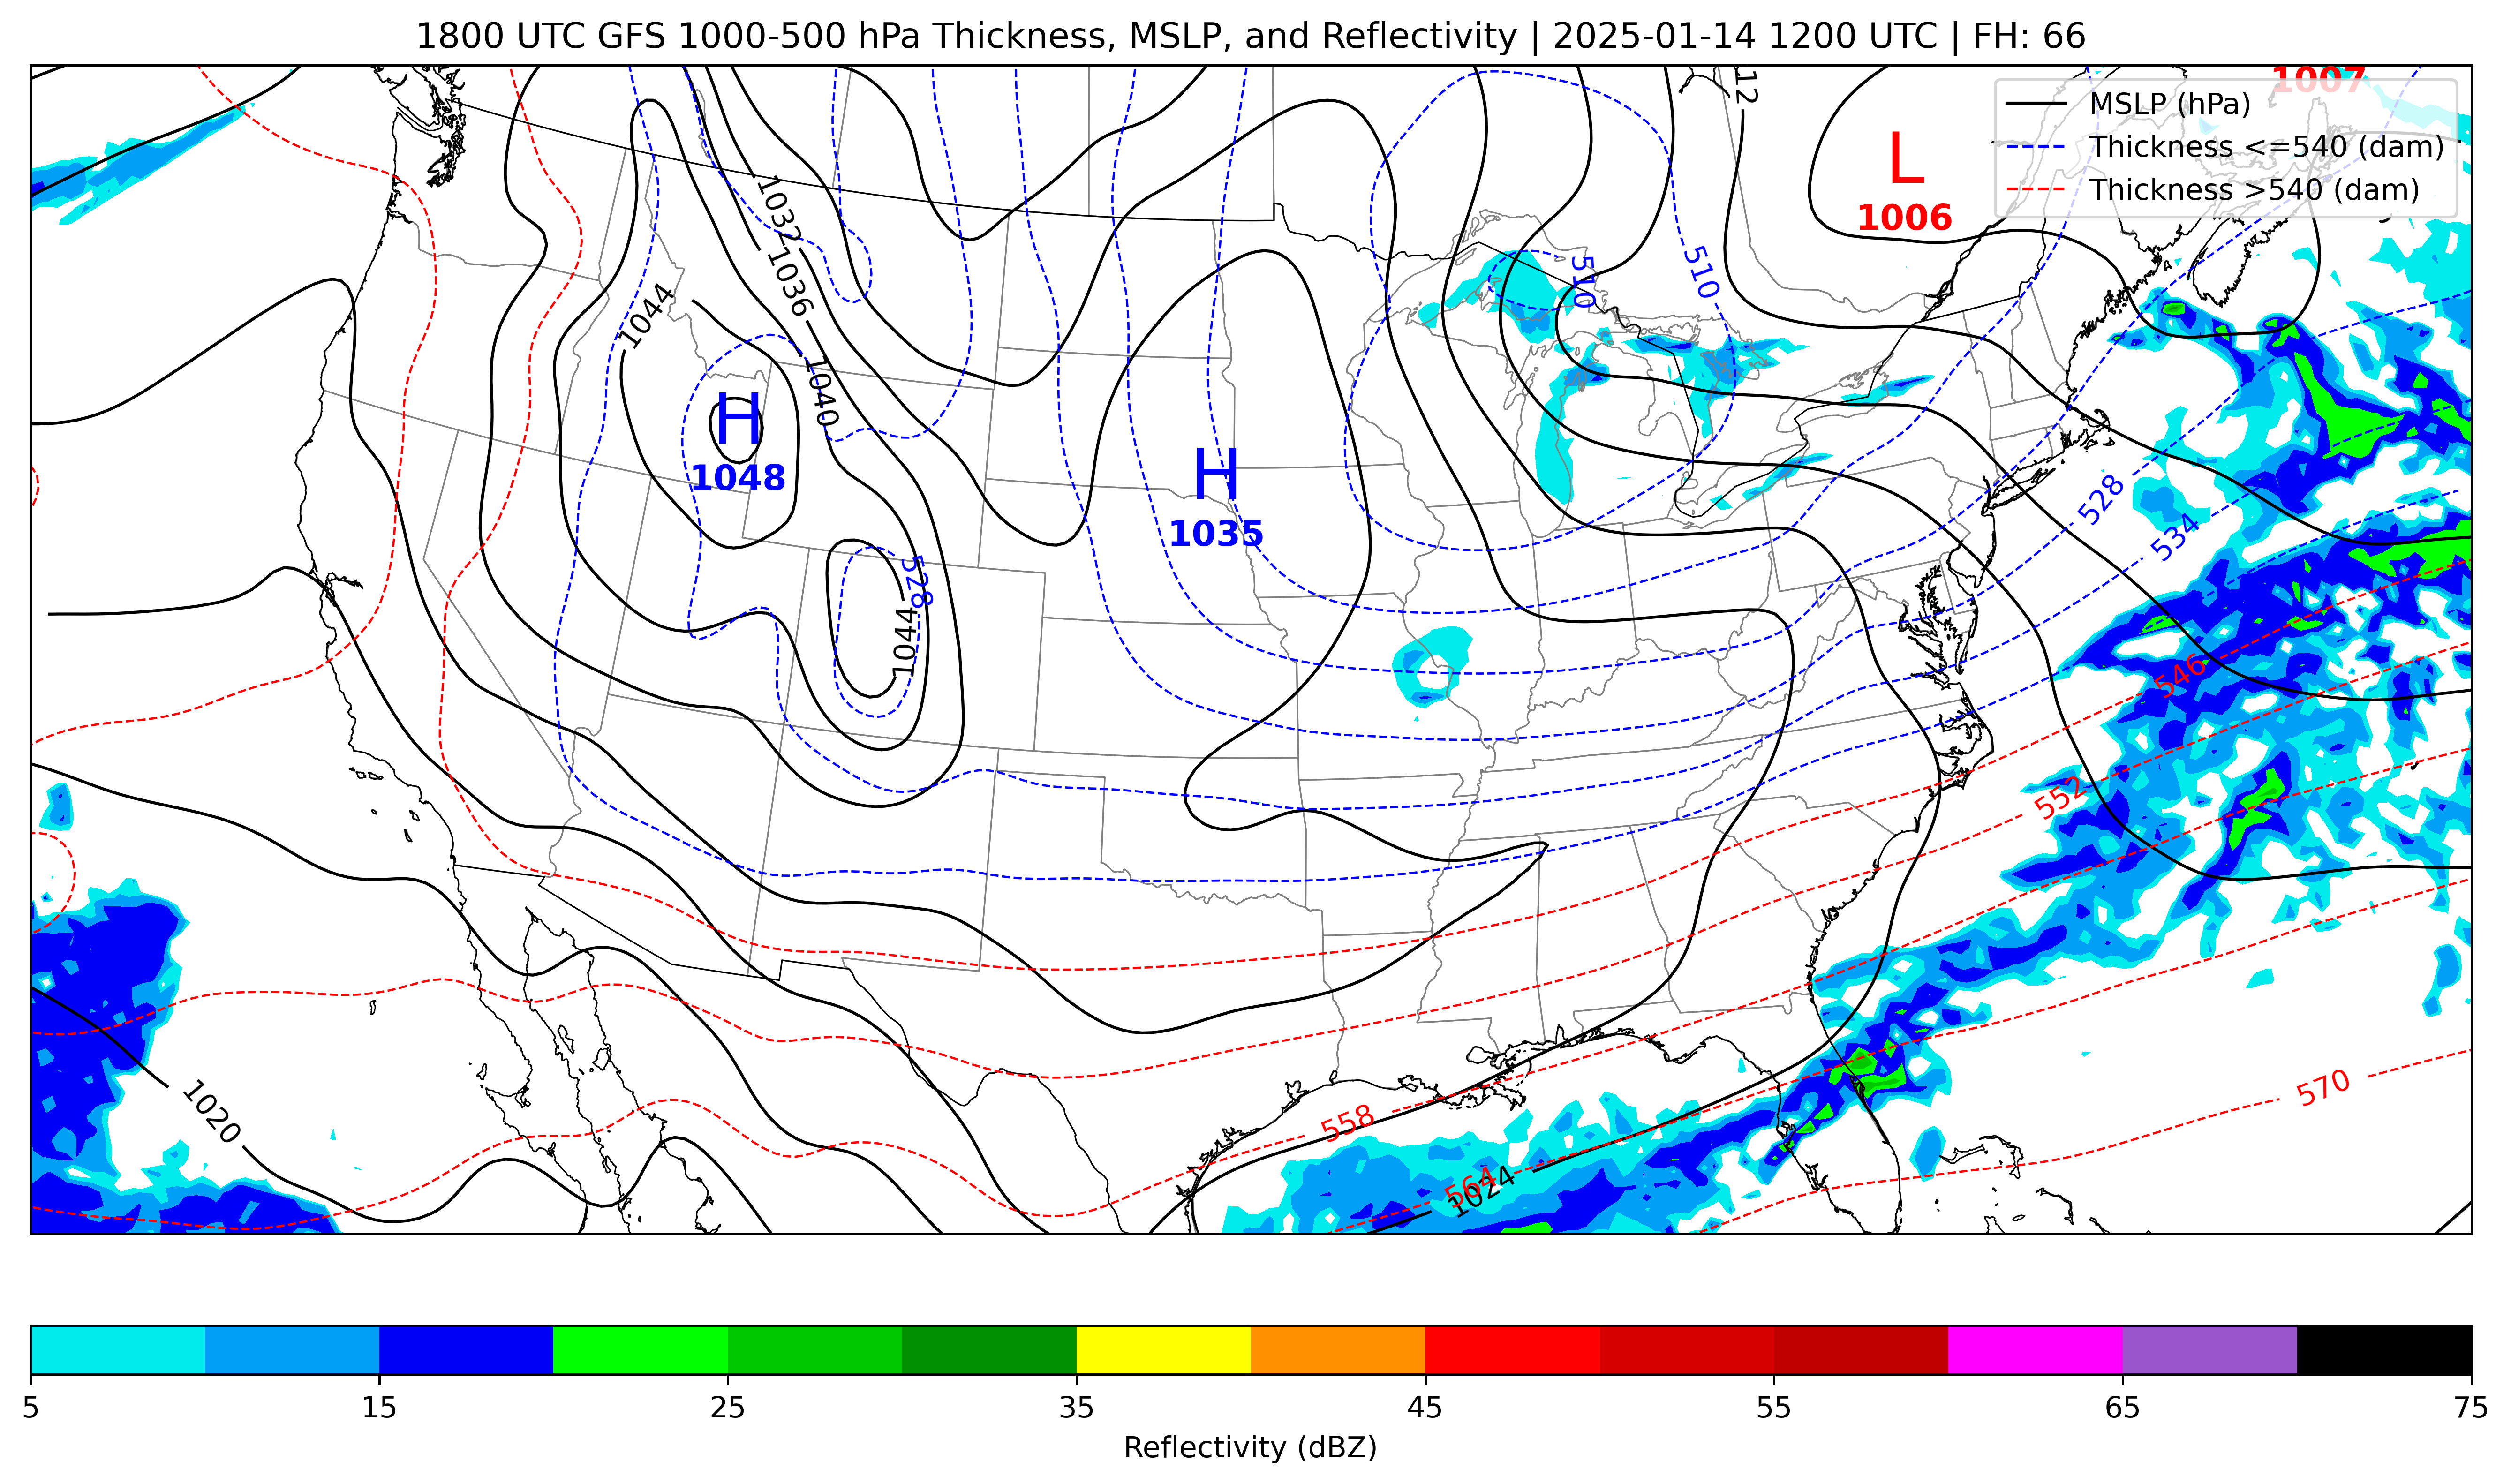 1800 UTC GFS 1000-500 hPa Thickness, MSLP, and Reflectivity | 2025-01-14 1200 UTC | FH: 66
1007
MSLP (hPa)
Thickness <=540 (dam)
Thickness >540 (dam)
12
L
1006
1032
1036
1044
1040
510
510
H
1048
H
1035
528
534
528
1044
546
552
1020
558
564
1024
570
5 15 25 35 45 55 65 75
Reflectivity (dBZ)